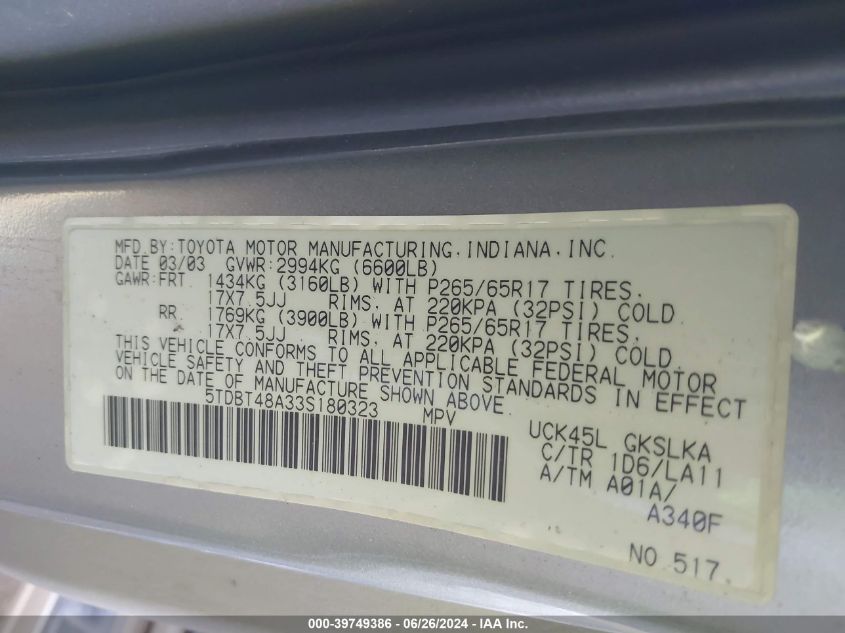 MFD.BY:TOYOTA MOTOR MANUFACTURING,INDIANA,INC.
DATE 03/03 GVWR:2994KG (6600LB)
GAWR:FRT 1434KG (3160LB) WITH P265/65R17 TIRES,
17X7.5JJ RIMS, AT 220KPA (32PSI) COLD
RR 1769KG (3900LB) WITH P265/65R17 TIRES,
17X7.5JJ RIMS, AT 220KPA (32PSI) COLD
THIS VEHICLE CONFORMS TO ALL APPLICABLE FEDERAL MOTOR
VEHICLE SAFETY AND THEFT PREVENTION STANDARDS IN EFFECT
ON THE DATE OF MANUFACTURE SHOWN ABOVE.
5TDBT48A33S180323 MPV
UCK45L GKSLKA
C/TR 1D6/LA11
A/TM A01A/
A340F
NO.517.
000-39749386 - 06/26/2024 - IAA Inc.